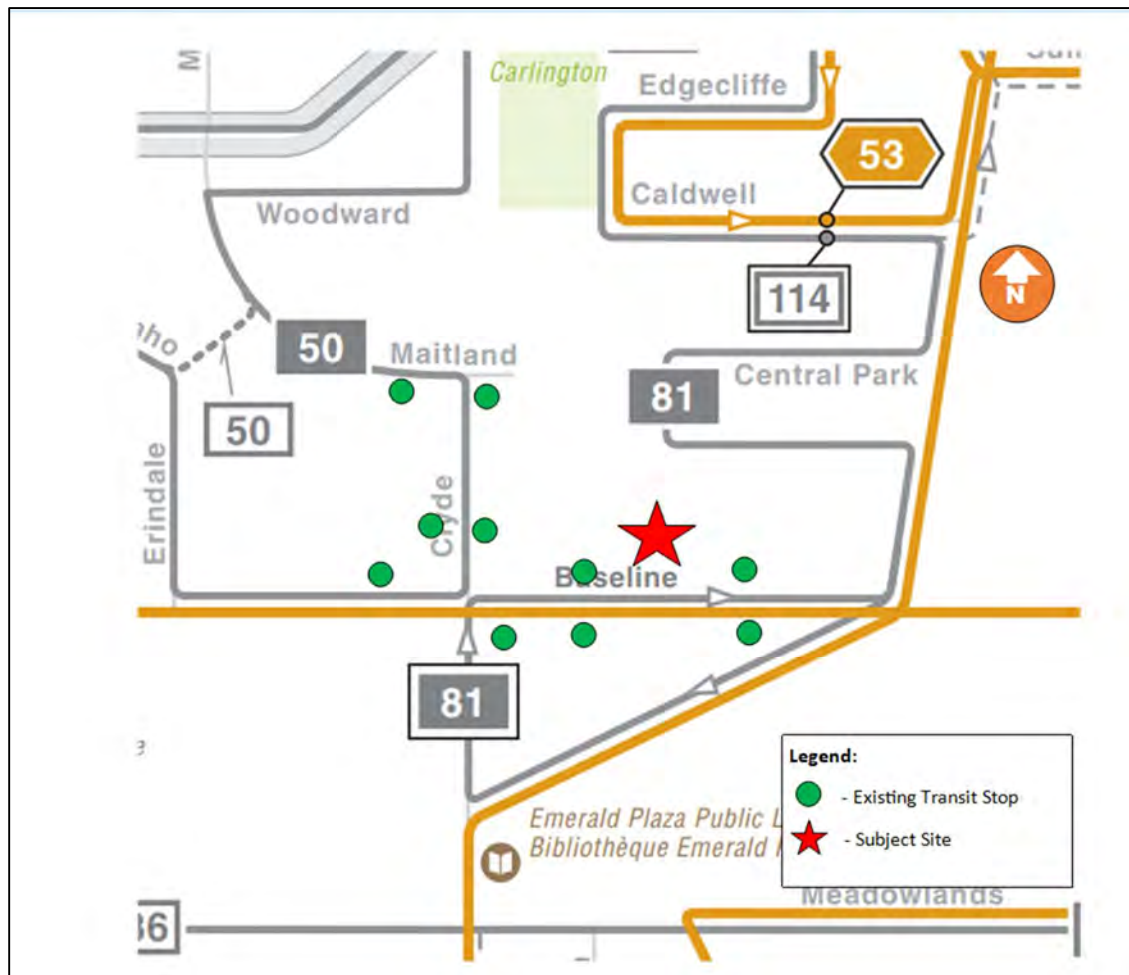 M
Carlington
Edgecliffe
53
Caldwell
Woodward
N
114
50
Maitland
Central Park
81
50
Erindale
Clyde
Baseline
81
Legend:
- Existing Transit Stop
- Subject Site
Emerald Plaza Public L
Bibliothèque Emerald
Meadowlands